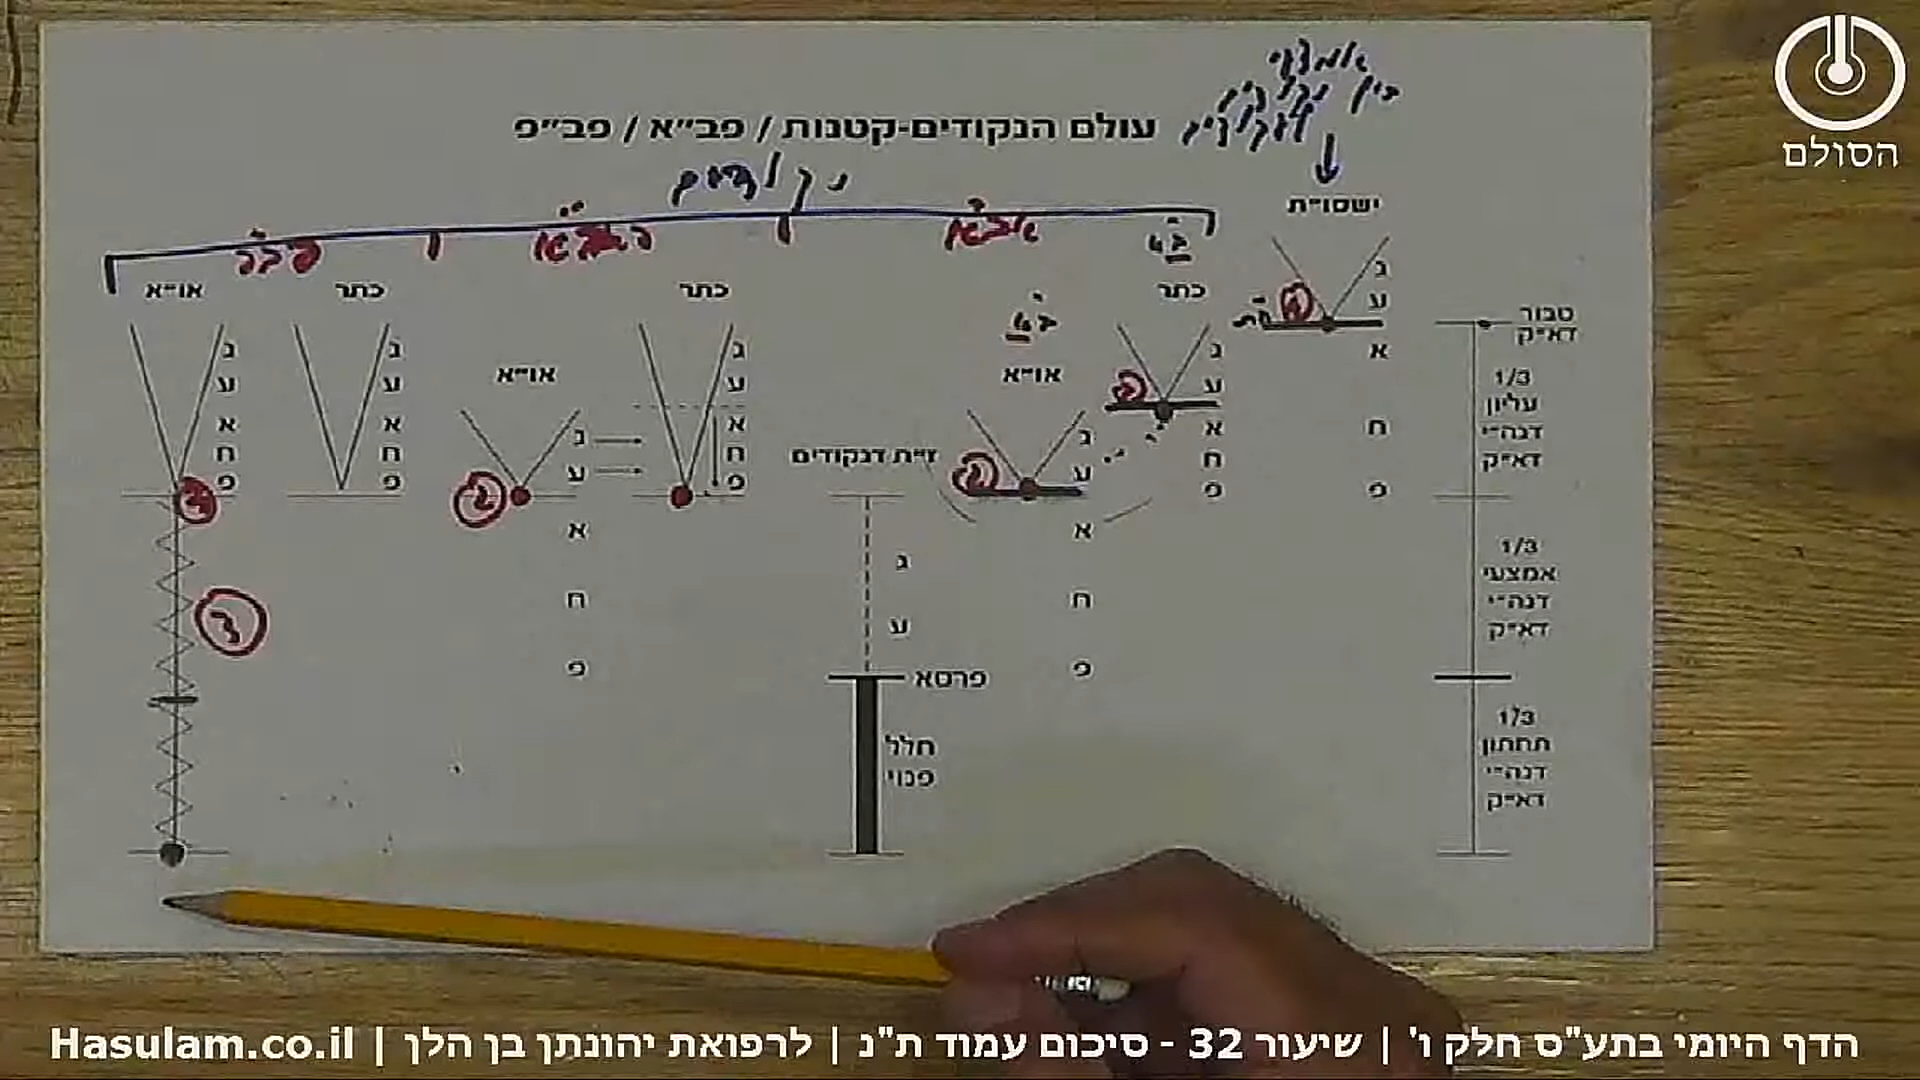 הסולם
עולם הנקודים-קטנות / פב"א / פב"פ
נקודים
ישסו"ת
ג
ע
א
ח
פ
טבור
דא"ק
1/3
עליון
דנה"י
דא"ק
1/3
אמצעי
דנה"י
דא"ק
1/3
תחתון
דנה"י
דא"ק
כתר
ג
ע
א
ח
פ
או"א
ג
ע
א
ח
פ
ז"ת דנקודים
ג
ע
פרסא
חלל
פנוי
כתר
ג
ע
א
ח
פ
או"א
ג
ע
א
ח
פ
כתר
ג
ע
א
ח
פ
או"א
ג
ע
א
ח
פ
הדף היומי בתע"ס חלק ו' | שיעור 32 - סיכום עמוד ת"נ | לרפואת יהונתן בן הלן | Hasulam.co.il